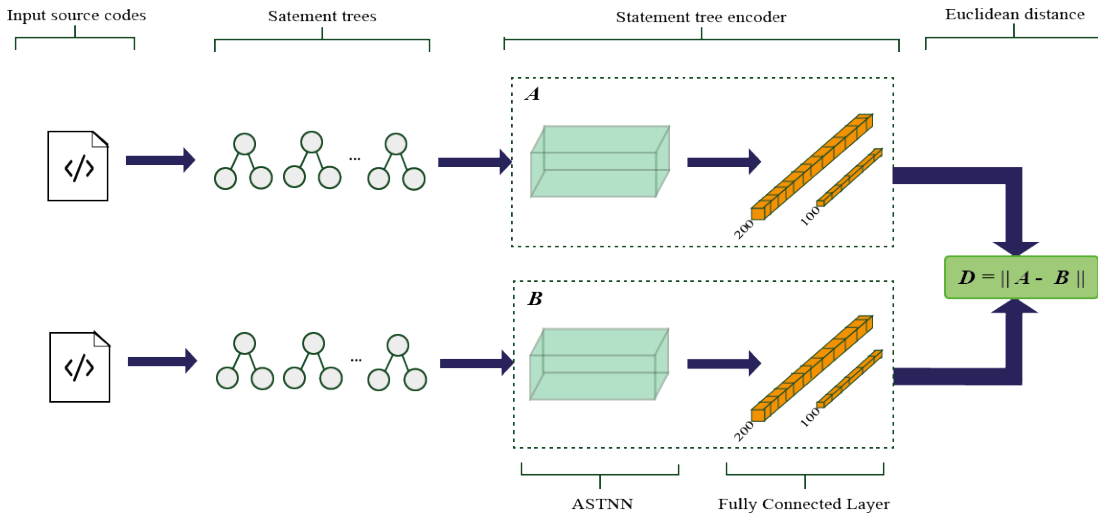 Input source codes
Satement trees
Statement tree encoder
Euclidean distance
A
</>
...
200
100
D = || A - B ||
B
</>
...
200
100
ASTNN
Fully Connected Layer